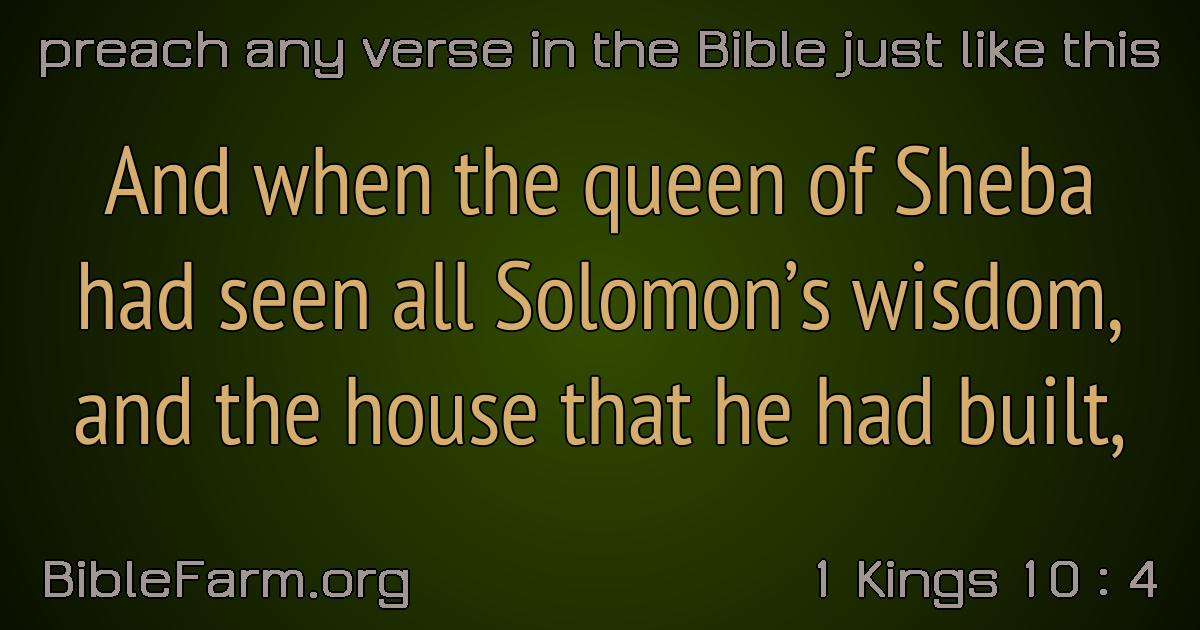 preach any verse in the Bible just like this
And when the queen of Sheba
had seen all Solomon’s wisdom,
and the house that he had built,
BibleFarm.org
1 Kings 10 : 4